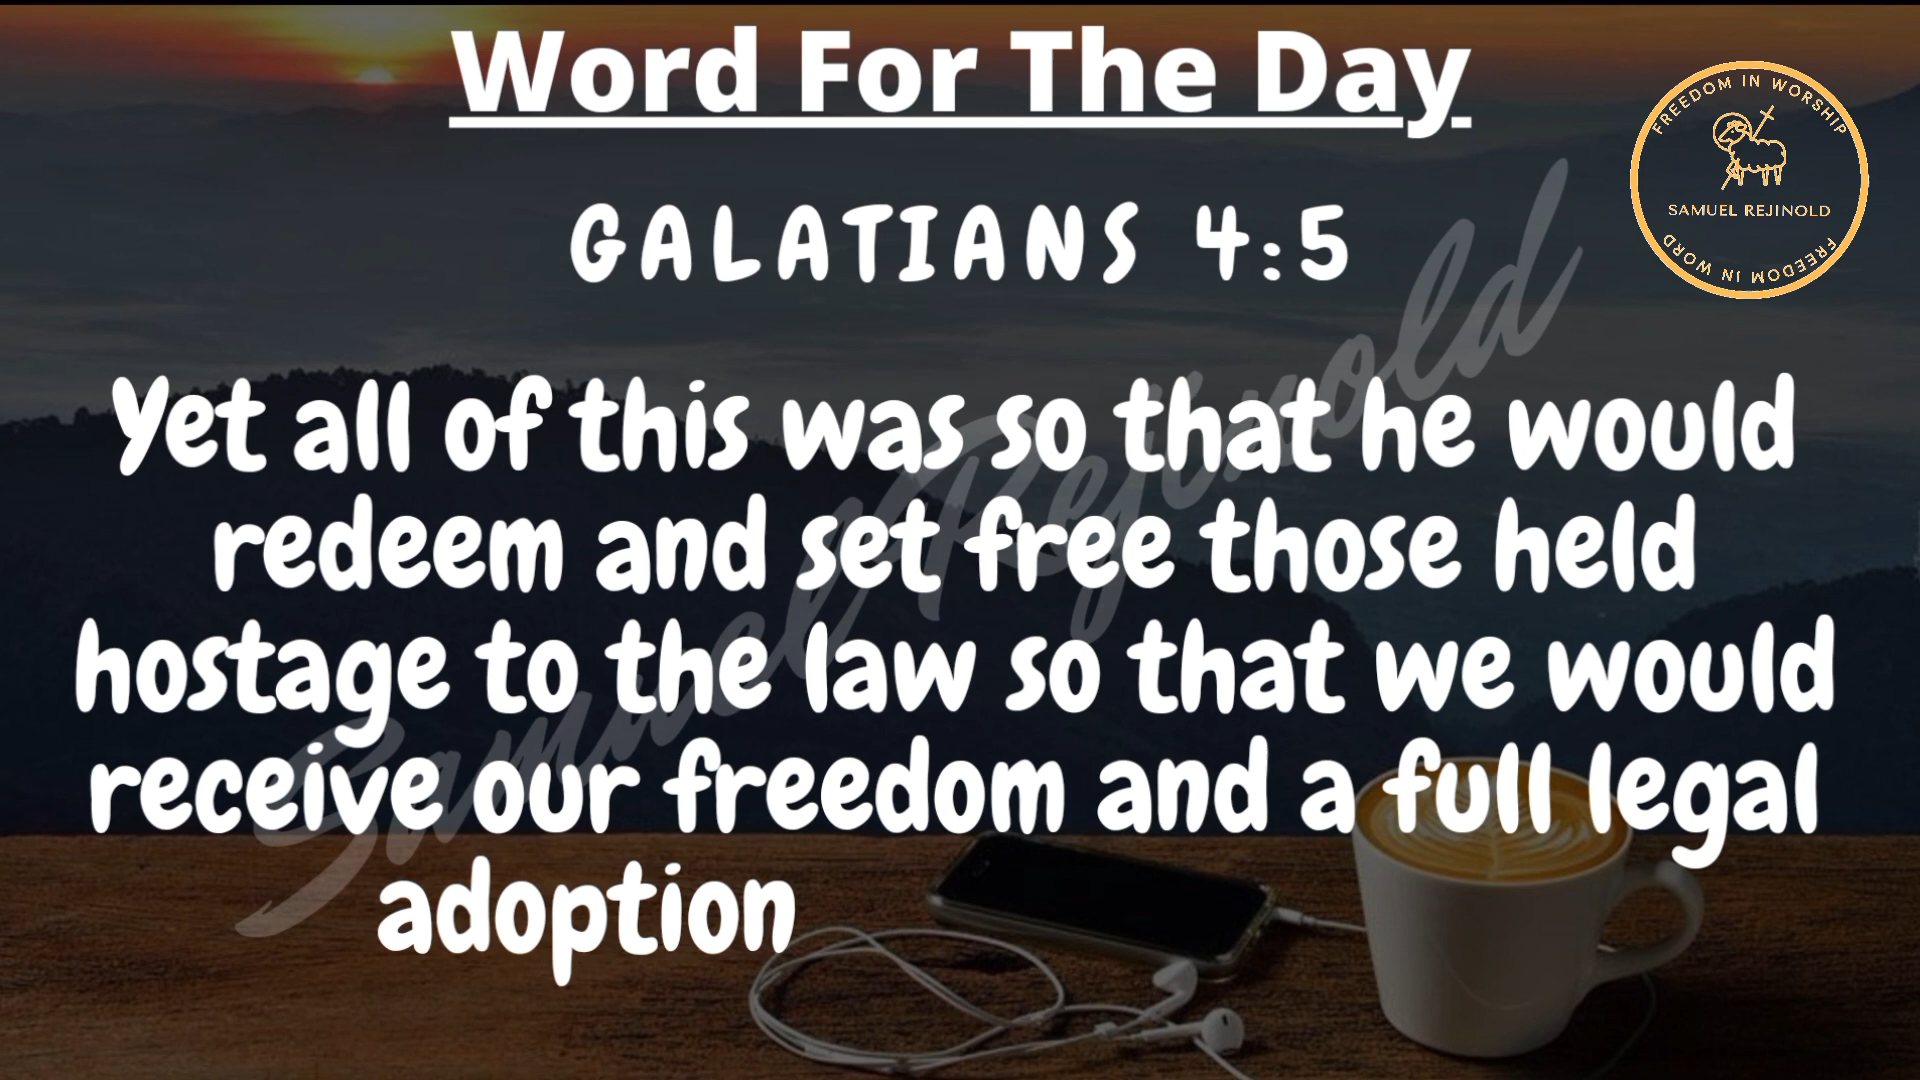 Word For The Day
FREEDOM IN WORSHIP
SAMUEL REJINOLD
FREEDOM IN WORD
GALATIANS 4:5
Yet all of this was so that he would
redeem and set free those held
hostage to the law so that we would
receive our freedom and a full legal
adoption
Samuel Rejinold